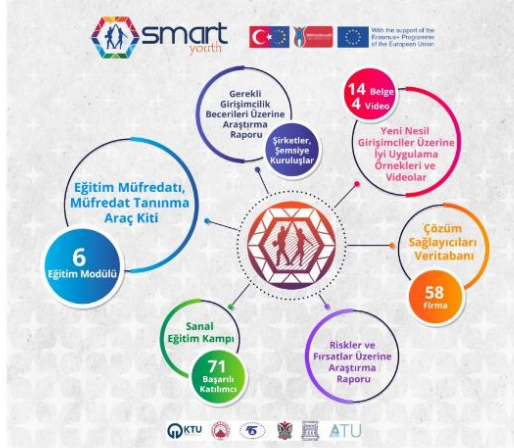 smart
youth
With the support of the
Erasmus+ Programme
of the European Union
Gerekli
Girişimcilik
Becerileri Üzerine
Araştırma
Raporu
Şirketler,
Şemsiye
Kuruluşlar
14 Belge
4 Video
Yeni Nesil
Girişimciler Üzerine
İyi Uygulama
Örnekleri ve
Videolar
Eğitim Müfredatı,
Müfredat Tanınma
Araç Kiti
6
Eğitim Modülü
Çözüm
Sağlayıcıları
Veritabanı
58
Firma
Sanal
Eğitim Kampı
71
Başarılı
Katılımcı
Riskler ve
Fırsatlar Üzerine
Araştırma
Raporu
KTU
ATU